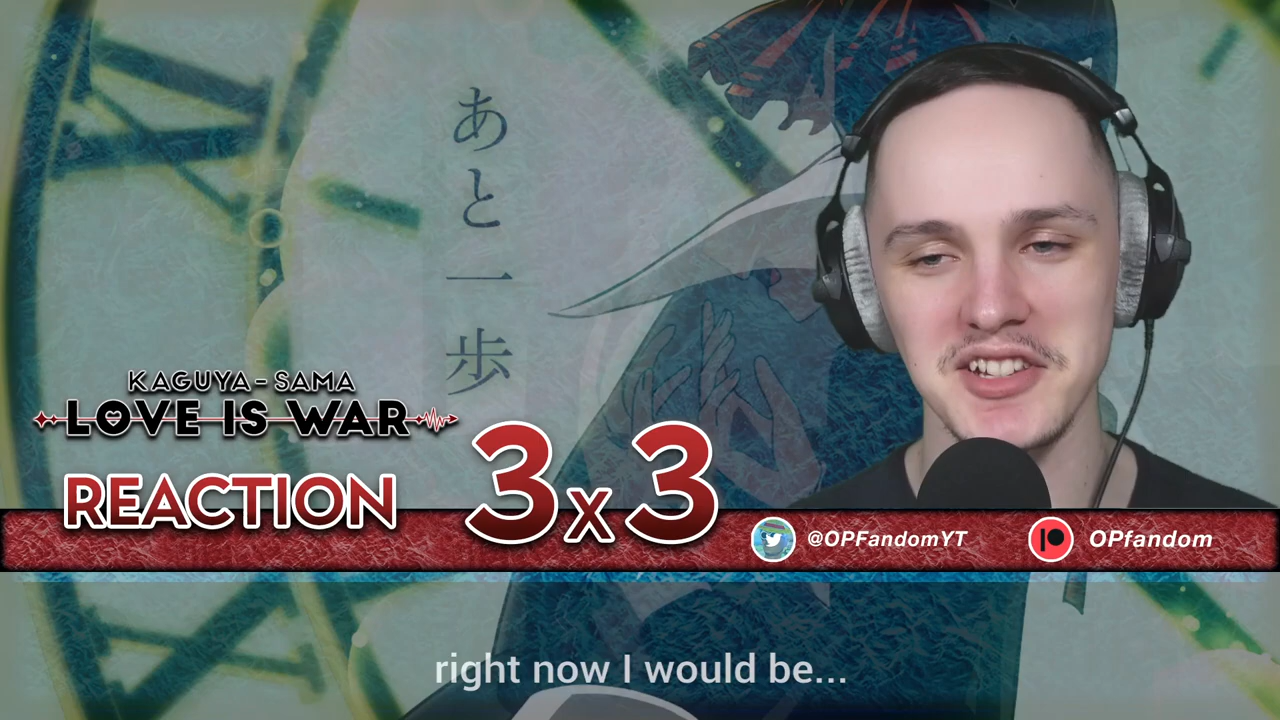 あと一歩
KAGUYA-SAMA
LOVE IS WAR
REACTION
3x3
@OPFandomYT
OPfandom
right now I would be...